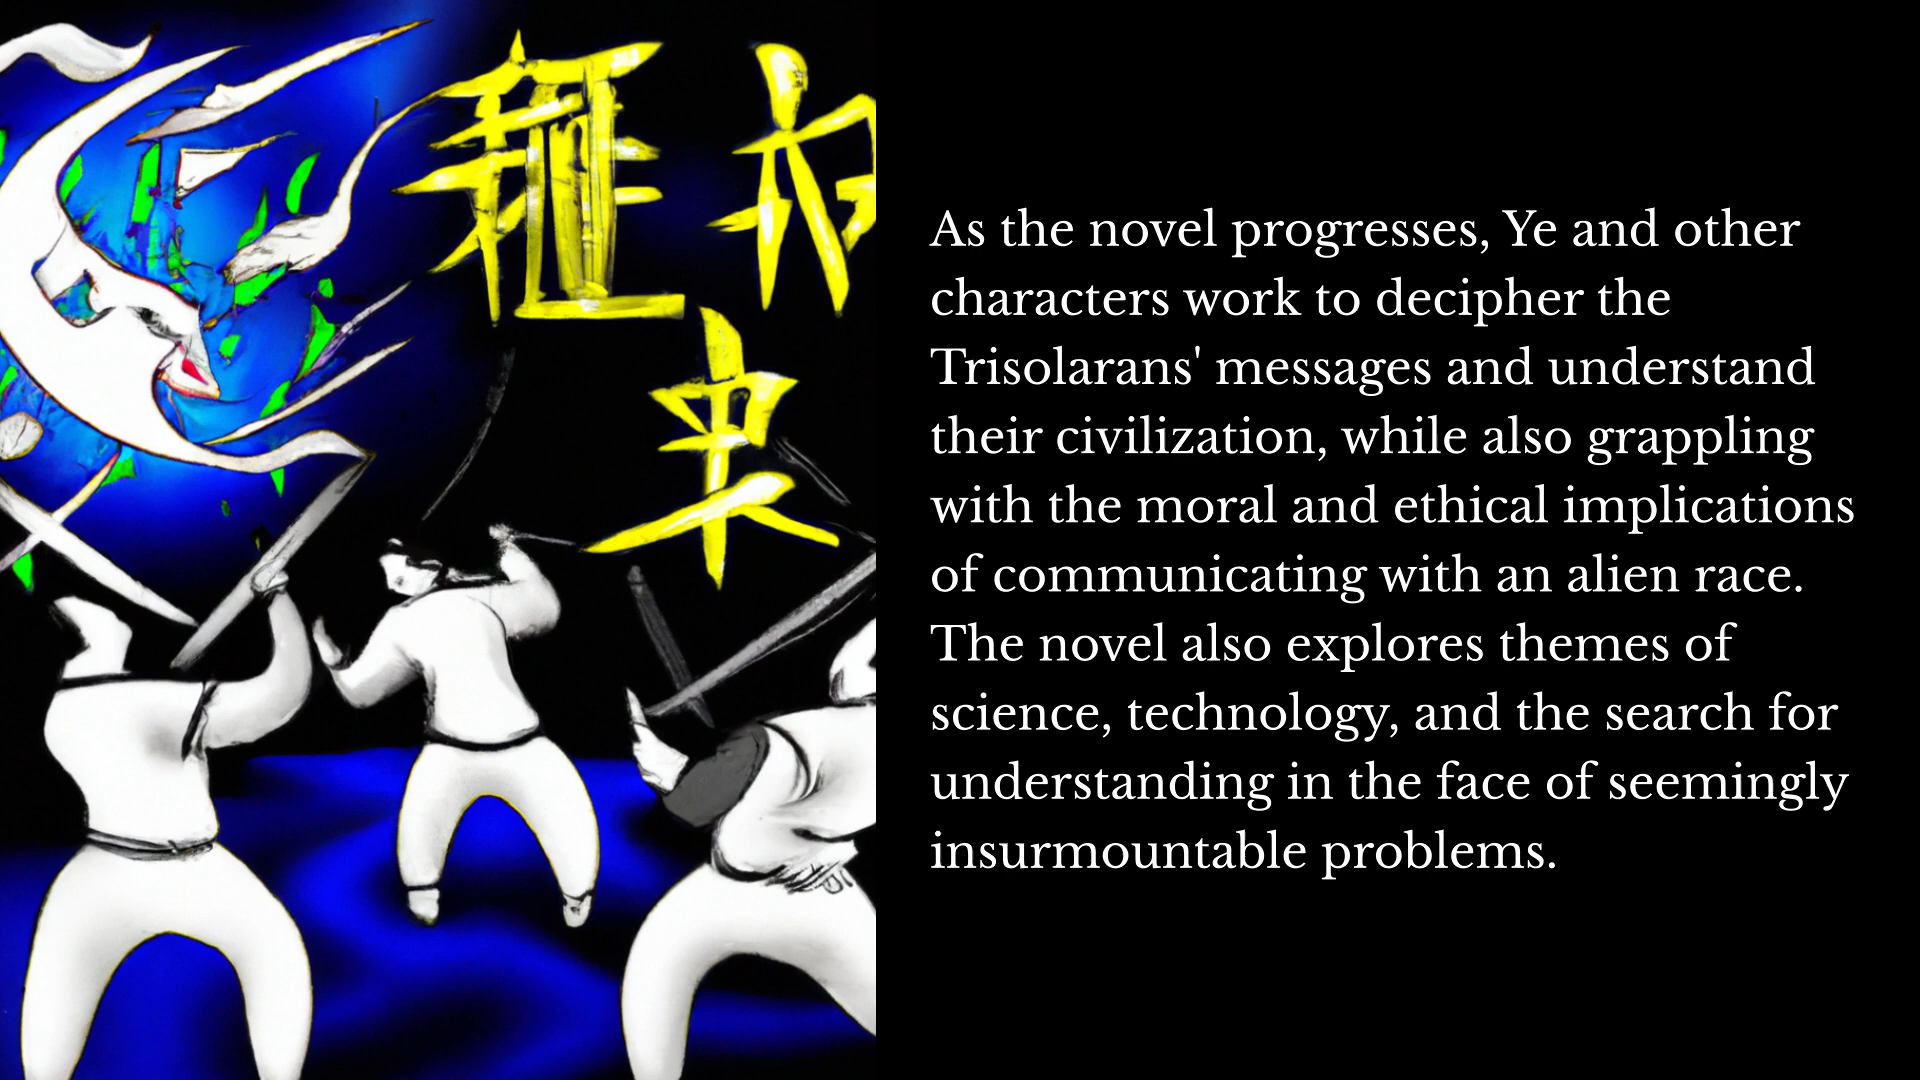 As the novel progresses, Ye and other
characters work to decipher the
Trisolarans' messages and understand
their civilization, while also grappling
with the moral and ethical implications
of communicating with an alien race.
The novel also explores themes of
science, technology, and the search for
understanding in the face of seemingly
insurmountable problems.